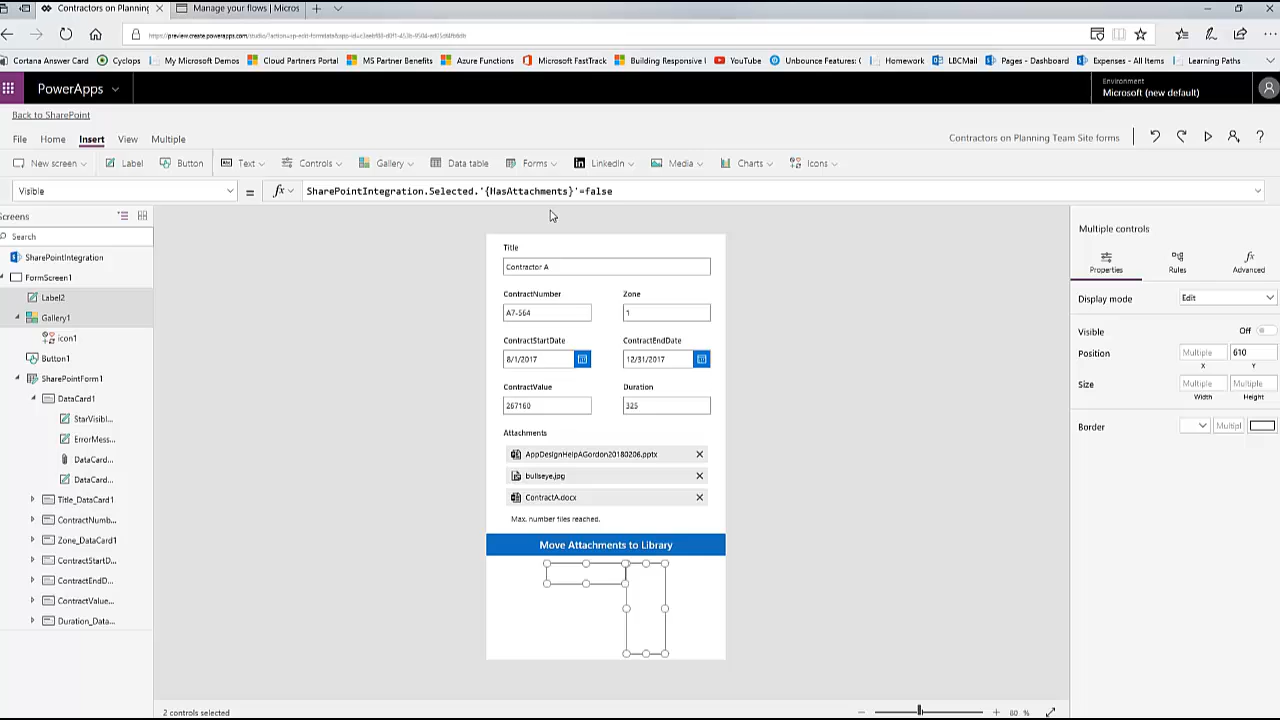 Contractors on Planning
Manage your flows | Micros
Cortana Answer Card
Cyclops
My Microsoft Demos
Cloud Partners Portal
MS Partner Benefits
Azure Functions
Microsoft FastTrack
Building Responsive I
YouTube
Unbounce Features: (
Homework
LBCMail
Pages - Dashboard
Expenses - All Items
Learning Paths
PowerApps
Environment
Microsoft (new default)
Back to SharePoint
File
Home
Insert
View
Multiple
Contractors on Planning Team Site forms
New screen
Label
Button
Text
Controls
Gallery
Data table
Forms
LinkedIn
Media
Charts
Icons
Visible
=
fx
SharePointIntegration.Selected.'{HasAttachments}'=false
Screens
Search
SharePointIntegration
FormScreen1
Label2
Gallery1
icon1
Button1
SharePointForm1
DataCard1
StarVisibl...
ErrorMess...
DataCard...
DataCard...
Title_DataCard1
ContractNumb...
Zone_DataCard1
ContractStartD...
ContractEndD...
ContractValue...
Duration_Data...
Title
Contractor A
ContractNumber
Zone
A7-564
1
ContractStartDate
ContractEndDate
8/1/2017
12/31/2017
ContractValue
Duration
267160
325
Attachments
AppDesignHelpAGordon20180206.pptx
bullseye.jpg
ContractA.docx
Max. number files reached.
Move Attachments to Library
Multiple controls
Properties
Rules
Advanced
Display mode
Edit
Visible
Off
Position
Multiple
610
X
Y
Size
Multiple
Multiple
Width
Height
Border
Multipl
2 controls selected
60 %